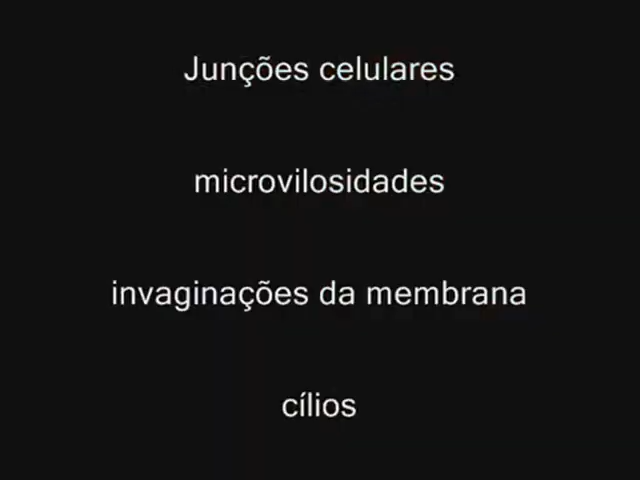 Junções celulares
microvilosidades
invaginações da membrana
cílios